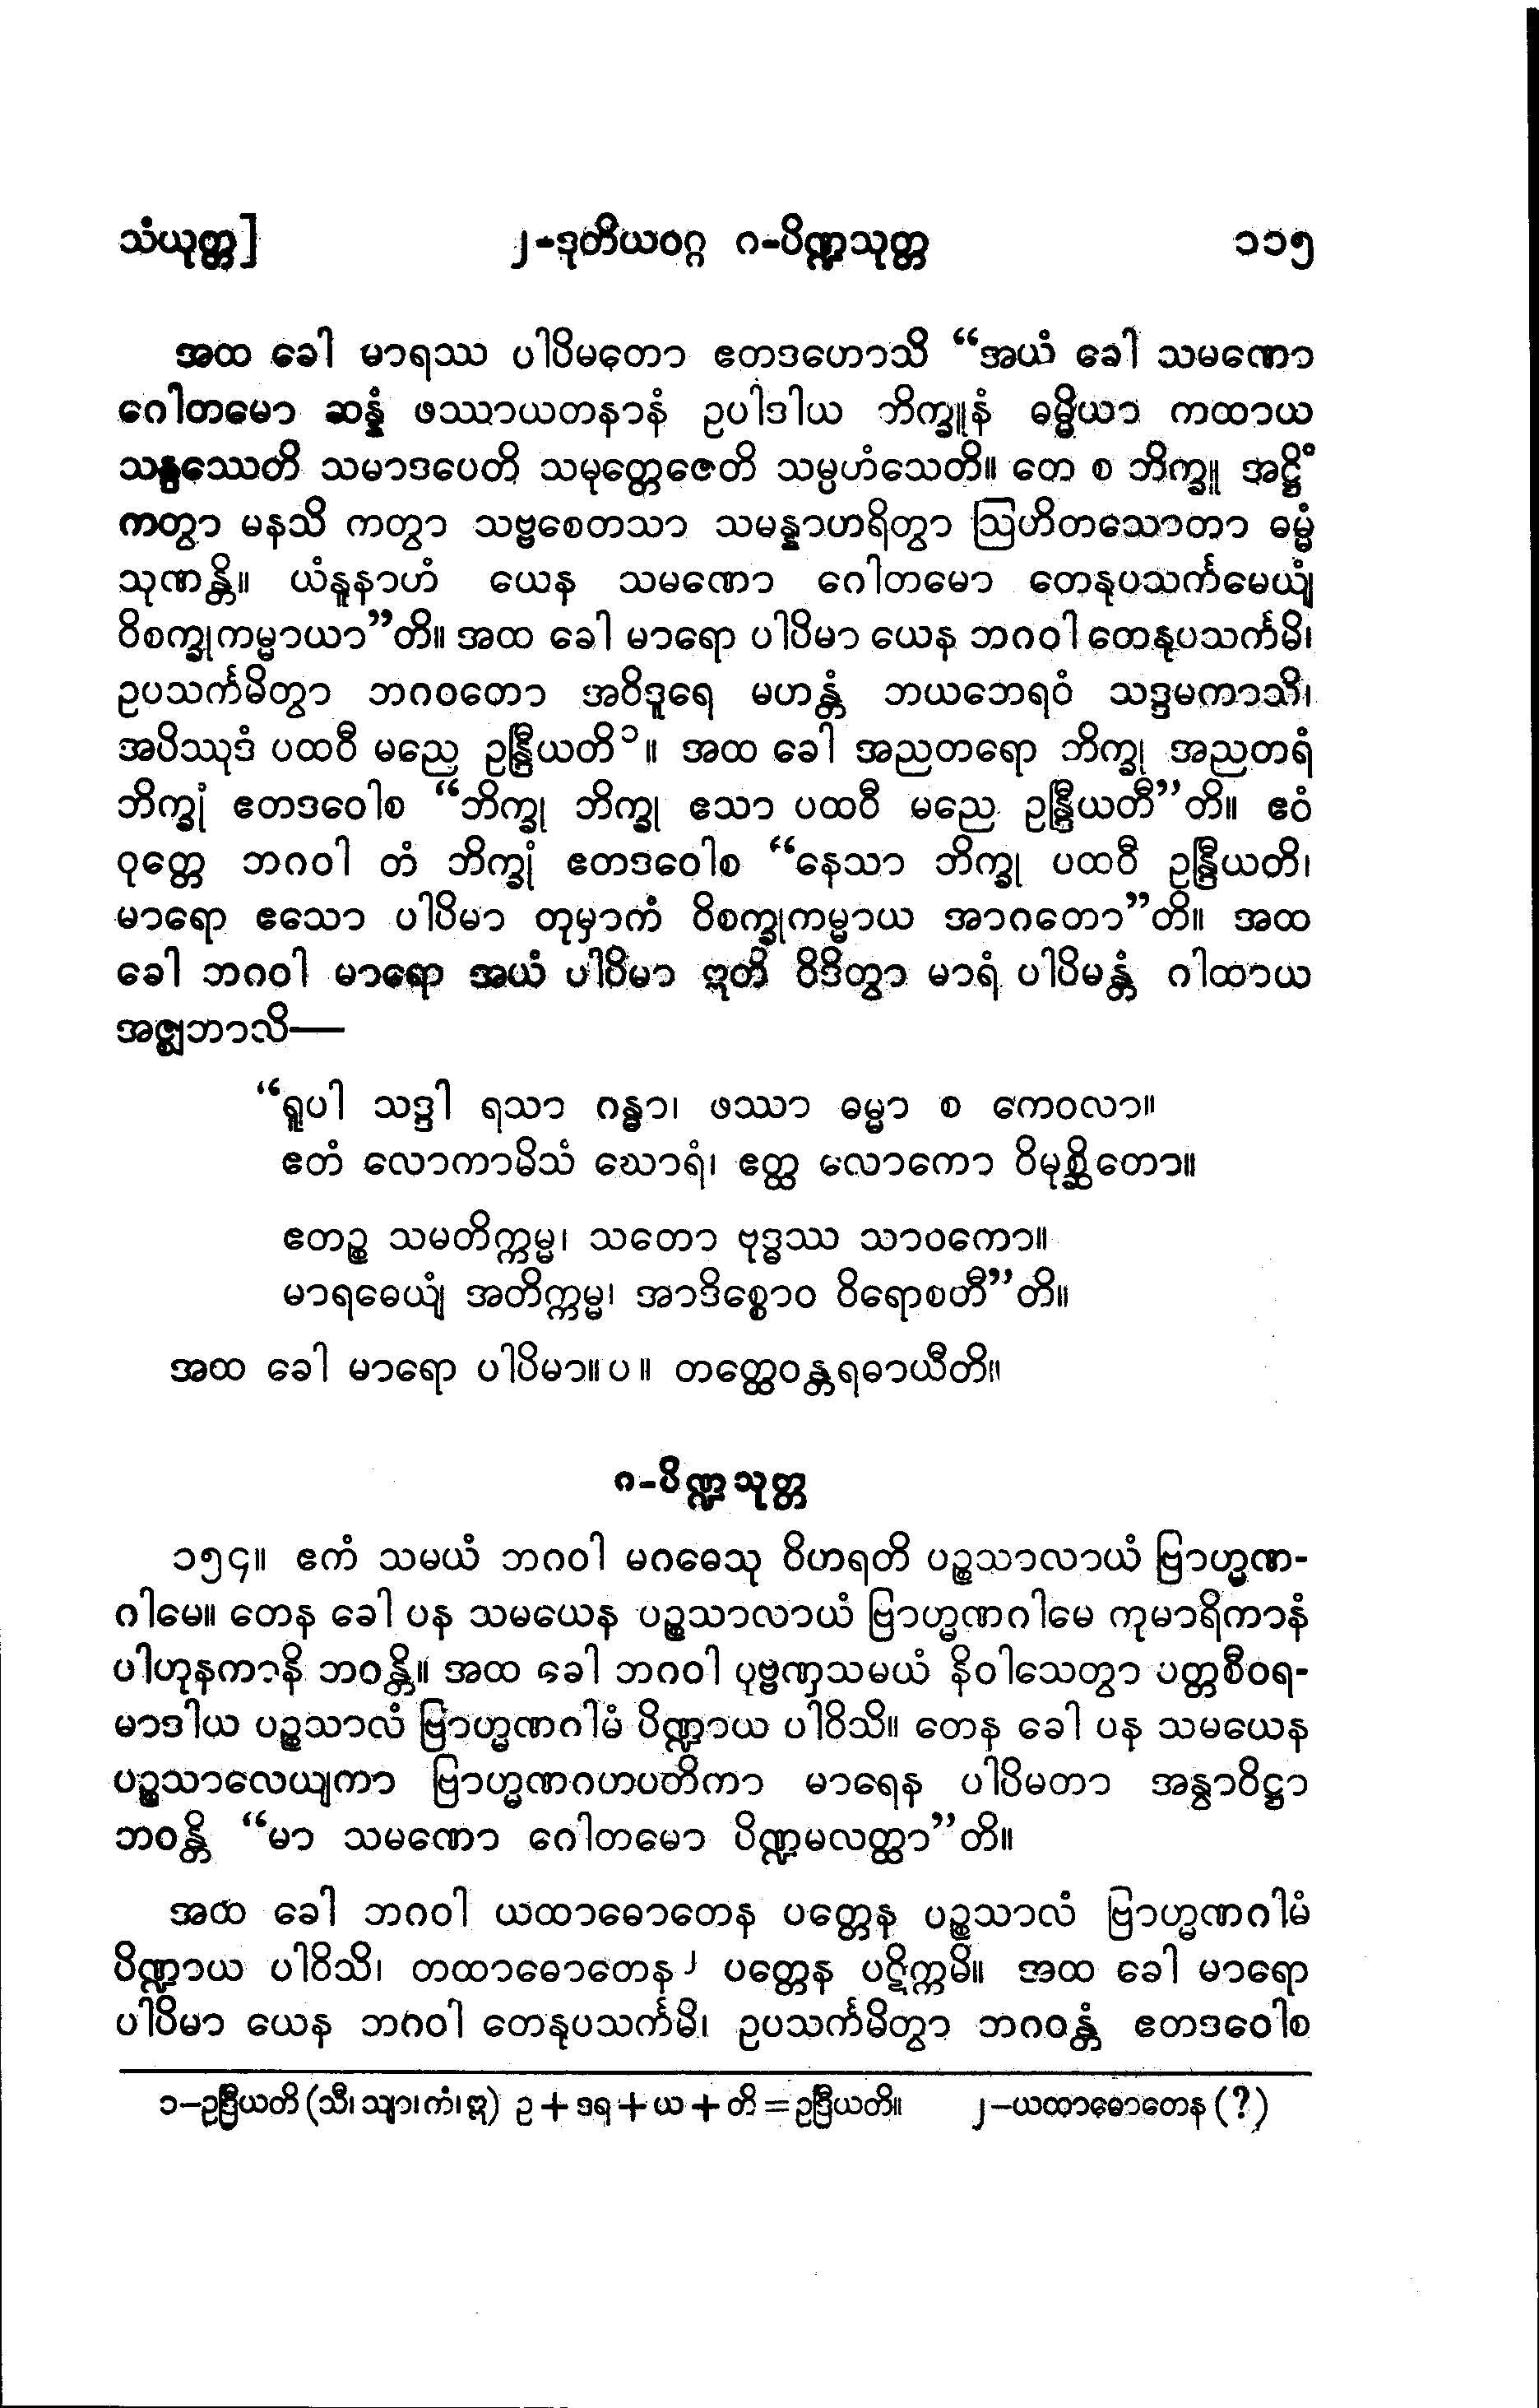 သံယုတ္တ] ၂-ဒုတိယဝဂ္ဂ ဂ-ပိဏ္ဍသုတ္တ ၁၁၅
အထ ခေါ မာရဿ ပါပိမတော ဧတဒဟောသိ “အယံ ခေါ သမဏော
ဂေါတမော ဆန္နံ ဖဿာယတနာနံ ဥပါဒါယ ဘိက္ခူနံ ဓမ္မိယာ ကထာယ
သန္ဒဿေတိ သမာဒပေတိ သမုတ္တေဇေတိ သမ္ပဟံသေတိ။ တေ စ ဘိက္ခူ အဋ္ဌိံ
ကတွာ မနသိ ကတွာ သဗ္ဗစေတသာ သမန္နာဟရိတွာ ဩဟိတသောတာ ဓမ္မံ
သုဏန္တိ။ ယံနူနာဟံ ယေန သမဏော ဂေါတမော တေနုပသင်္ကမေယျံ
ဝိစက္ခုကမ္မာယာ”တိ။ အထ ခေါ မာရော ပါပိမာ ယေန ဘဂဝါ တေနုပသင်္ကမိ၊
ဥပသင်္ကမိတွာ ဘဂဝတော အဝိဒူရေ မဟန္တံ ဘယဘေရဝံ သဒ္ဒမကာသိ၊
အပိဿုဒံ ပထဝီ မညေ ဥန္ဒြီယတိ၁။ အထ ခေါ အညတရော ဘိက္ခု အညတရံ
ဘိက္ခုံ ဧတဒဝေါစ “ဘိက္ခု ဘိက္ခု ဧသာ ပထဝီ မညေ ဥန္ဒြီယတီ”တိ။ ဧဝံ
ဝုတ္တေ ဘဂဝါ တံ ဘိက္ခုံ ဧတဒဝေါစ “နေသာ ဘိက္ခု ပထဝီ ဥန္ဒြီယတိ၊
မာရော ဧသော ပါပိမာ တုမှာကံ ဝိစက္ခုကမ္မာယ အာဂတော”တိ။ အထ
ခေါ ဘဂဝါ မာရော အယံ ပါပိမာ ဣတိ ဝိဒိတွာ မာရံ ပါပိမန္တံ ဂါထာယ
အဇ္ဈဘာသိ—
“ရူပါ သဒ္ဒါ ရသာ ဂန္ဓာ၊ ဖဿာ ဓမ္မာ စ ကေဝလာ။
ဧတံ လောကာမိသံ ဃောရံ၊ ဧတ္ထ လောကော ဝိမုစ္ဆိတော။
ဧတဉ္စ သမတိက္ကမ္မ၊ သတော ဗုဒ္ဓဿ သာဝကော။
မာရဓေယျံ အတိက္ကမ္မ၊ အာဒိစ္စောဝ ဝိရောစတီ”တိ။
အထ ခေါ မာရော ပါပိမာ။ပ။ တတ္ထေဝန္တရဓာယီတိ။
ဂ-ပိဏ္ဍသုတ္တ
၁၅၄။ ဧကံ သမယံ ဘဂဝါ မဂဓေသု ဝိဟရတိ ပဉ္စသာလာယံ ဗြာဟ္မဏ-
ဂါမေ။ တေန ခေါ ပန သမယေန ပဉ္စသာလာယံ ဗြာဟ္မဏဂါမေ ကုမာရိကာနံ
ပါဟုနကာနိ ဘဝန္တိ။ အထ ခေါ ဘဂဝါ ပုဗ္ဗဏှသမယံ နိဝါသေတွာ ပတ္တစီဝရ-
မာဒါယ ပဉ္စသာလံ ဗြာဟ္မဏဂါမံ ပိဏ္ဍာယ ပါဝိသိ။ တေန ခေါ ပန သမယေန
ပဉ္စသာလေယျကာ ဗြာဟ္မဏဂဟပတိကာ မာရေန ပါပိမတာ အနွာဝိဋ္ဌာ
ဘဝန္တိ “မာ သမဏော ဂေါတမော ပိဏ္ဍမလတ္ထာ”တိ။
အထ ခေါ ဘဂဝါ ယထာဓောတေန ပတ္တေန ပဉ္စသာလံ ဗြာဟ္မဏဂါမံ
ပိဏ္ဍာယ ပါဝိသိ၊ တထာဓောတေန၂ ပတ္တေန ပဋိက္ကမိ။ အထ ခေါ မာရော
ပါပိမာ ယေန ဘဂဝါ တေနုပသင်္ကမိ၊ ဥပသင်္ကမိတွာ ဘဂဝန္တံ ဧတဒဝေါစ
၁-ဥဒြီယတိ (သီ၊သျာ၊ကံ၊ဣ) ဥ+ဒရ+ယ+တိ=ဥဒြီယတိ။ ၂-ယထာဓောတေန (?)